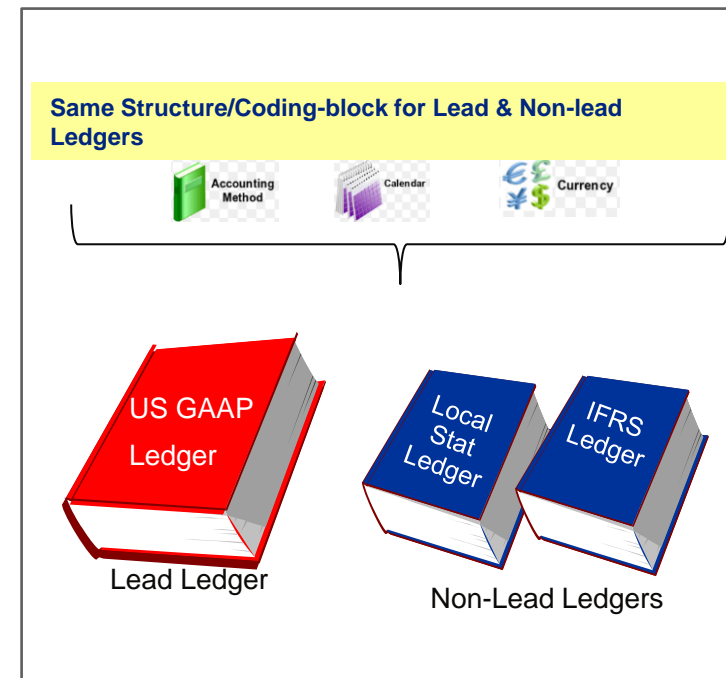 Same Structure/Coding-block for Lead & Non-lead
Ledgers
Accounting
Method
Calendar
Currency
US GAAP
Ledger
Local
Stat
Ledger
IFRS
Ledger
Lead Ledger
Non-Lead Ledgers